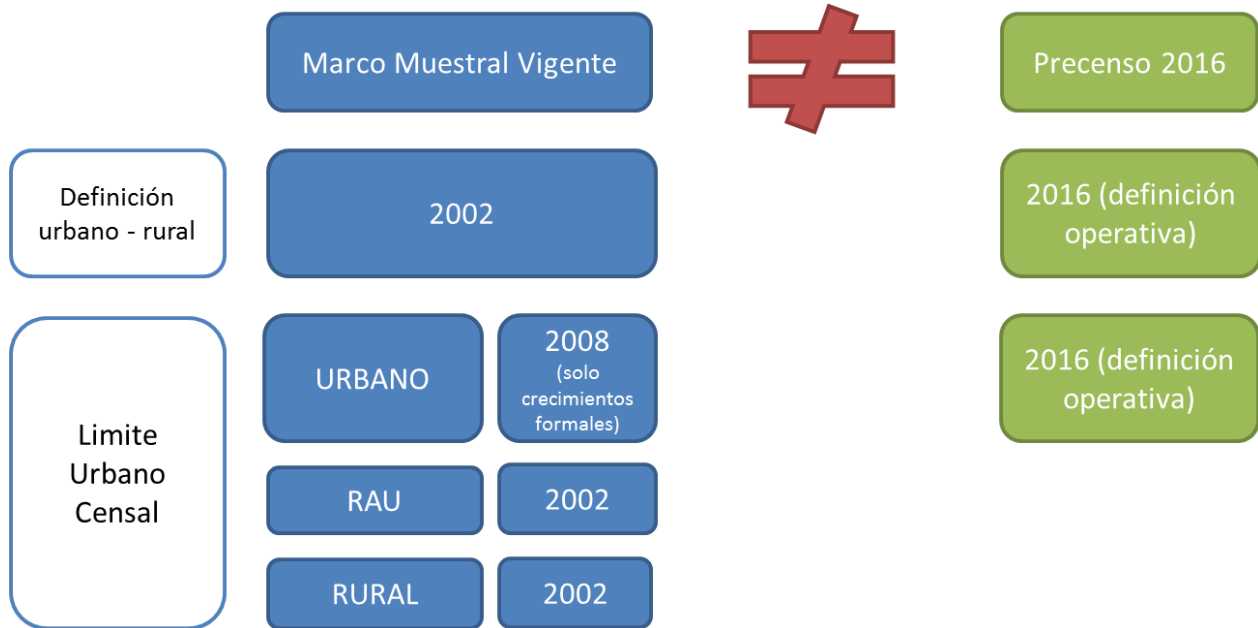 Marco Muestral Vigente
Precenso 2016
Definición
urbano - rural
2002
2016 (definición
operativa)
Limite
Urbano
Censal
URBANO
2008
(solo
crecimientos
formales)
2016 (definición
operativa)
RAU
2002
RURAL
2002